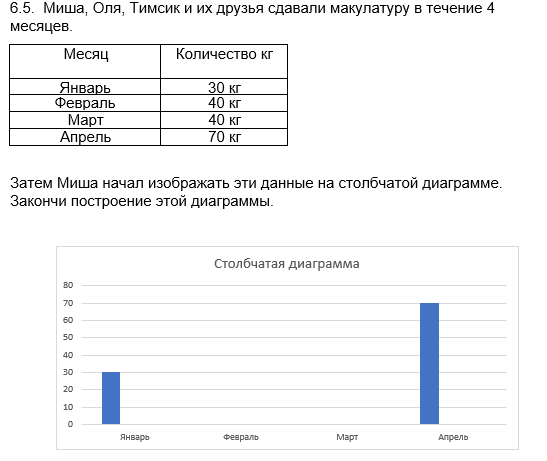 6.5. Миша, Оля, Тимсик и их друзья сдавали макулатуру в течение 4
месяцев.
Месяц Количество кг
Январь 30 кг
Февраль 40 кг
Март 40 кг
Апрель 70 кг
Затем Миша начал изображать эти данные на столбчатой диаграмме.
Закончи построение этой диаграммы.
Столбчатая диаграмма
80
70
60
50
40
30
20
10
0
Январь Февраль Март Апрель